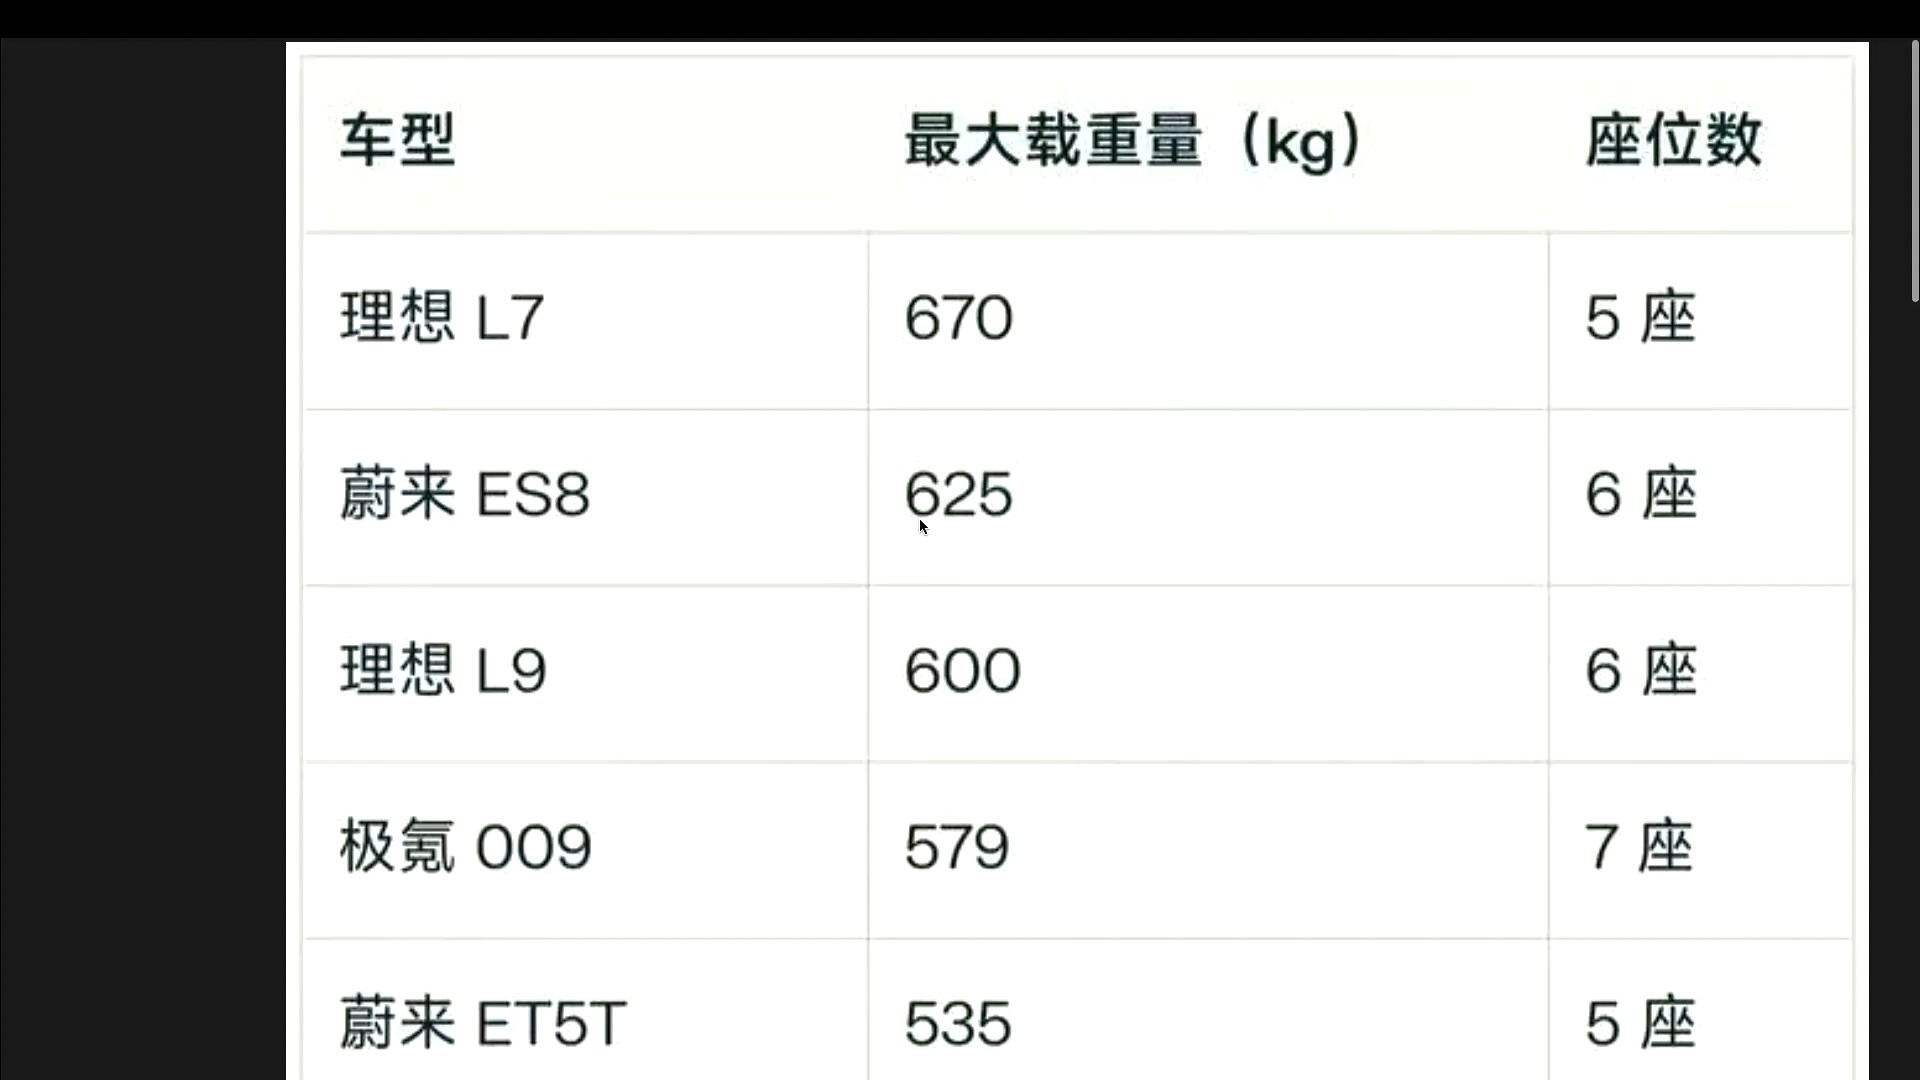 车型 最大载重量（kg） 座位数
理想 L7 670 5 座
蔚来 ES8 625 6 座
理想 L9 600 6 座
极氪 009 579 7 座
蔚来 ET5T 535 5 座